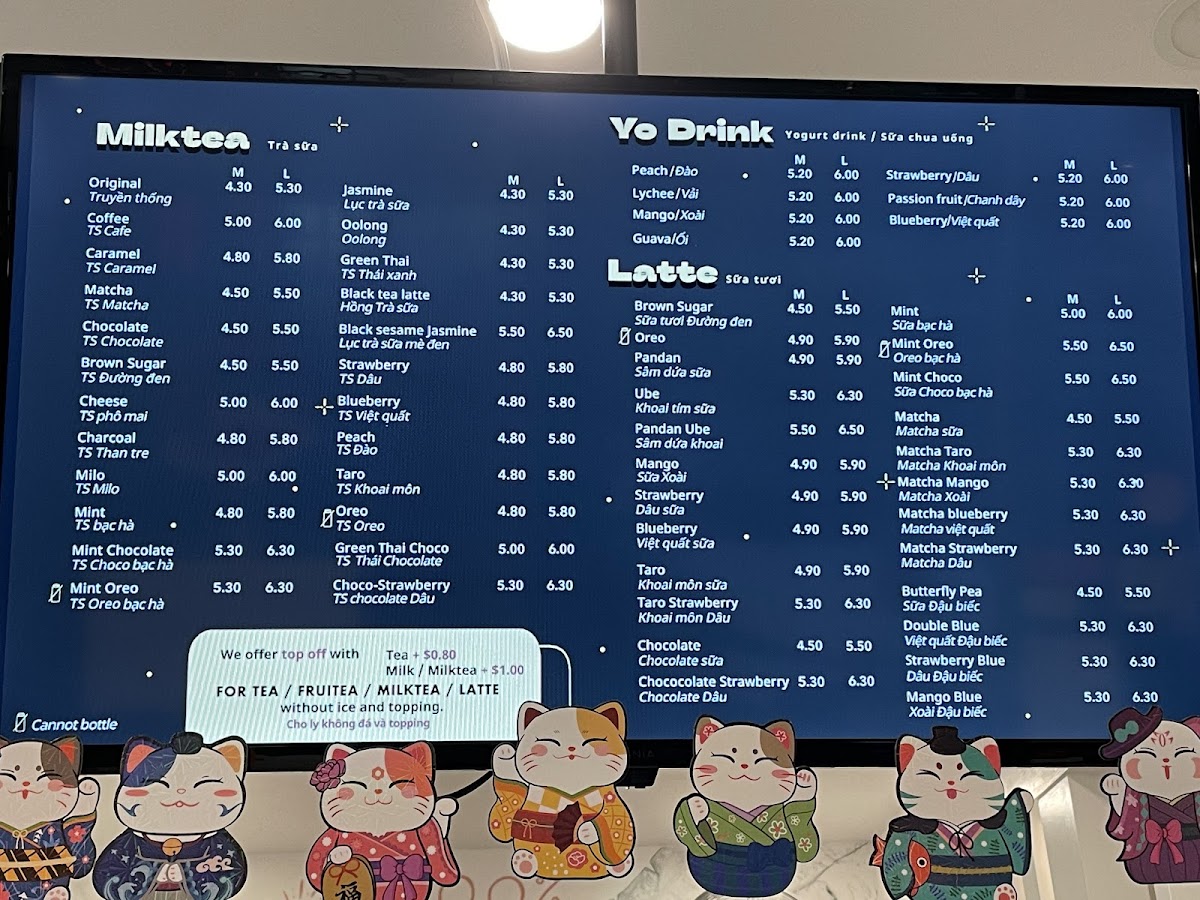 Milktea Trà sữa
M L
Original 4.30 5.30
Truyền thống
Coffee 5.00 6.00
TS Cafe
Caramel 4.80 5.80
TS Caramel
Matcha 4.50 5.50
TS Matcha
Chocolate 4.50 5.50
TS Chocolate
Brown Sugar 4.50 5.50
TS Đường đen
Cheese 5.00 6.00
TS phô mai
Charcoal 4.80 5.80
TS Than tre
Milo 5.00 6.00
TS Milo
Mint 4.80 5.80
TS bạc hà
Mint Chocolate 5.30 6.30
TS Choco bạc hà
Mint Oreo 5.30 6.30
TS Oreo bạc hà
M L
Jasmine 4.30 5.30
Lục trà sữa
Oolong 4.30 5.30
Oolong
Green Thai 4.30 5.30
TS Thái xanh
Black tea latte 4.30 5.30
Hồng Trà sữa
Black sesame Jasmine 5.50 6.50
Lục trà sữa mè đen
Strawberry 4.80 5.80
TS Dâu
Blueberry 4.80 5.80
TS Việt quất
Peach 4.80 5.80
TS Đào
Taro 4.80 5.80
TS Khoai môn
Oreo 4.80 5.80
TS Oreo
Green Thai Choco 5.00 6.00
TS Thái Chocolate
Choco-Strawberry 5.30 6.30
TS chocolate Dâu
We offer top off with Tea + $0.80
Milk / Milktea + $1.00
FOR TEA / FRUITEA / MILKTEA / LATTE
without ice and topping.
Cho ly không đá và topping
Cannot bottle
Yo Drink Yogurt drink / Sữa chua uống
M L
Peach/Đào 5.20 6.00
Lychee/Vải 5.20 6.00
Mango/Xoài 5.20 6.00
Guava/Ổi 5.20 6.00
M L
Strawberry/Dâu 5.20 6.00
Passion fruit/Chanh dây 5.20 6.00
Blueberry/Việt quất 5.20 6.00
Latte Sữa tươi
M L
Brown Sugar 4.50 5.50
Sữa tươi Đường đen
Oreo 4.90 5.90
Pandan 4.90 5.90
Sâm dứa sữa
Ube 5.30 6.30
Khoai tím sữa
Pandan Ube 5.50 6.50
Sâm dứa khoai
Mango 4.90 5.90
Sữa Xoài
Strawberry 4.90 5.90
Dâu sữa
Blueberry 4.90 5.90
Việt quất sữa
Taro 4.90 5.90
Khoai môn sữa
Taro Strawberry 5.30 6.30
Khoai môn Dâu
Chocolate 4.50 5.50
Chocolate sữa
Chococolate Strawberry 5.30 6.30
Chocolate Dâu
M L
Mint 5.00 6.00
Sữa bạc hà
Mint Oreo 5.50 6.50
Oreo bạc hà
Mint Choco 5.50 6.50
Sữa Choco bạc hà
Matcha 4.50 5.50
Matcha sữa
Matcha Taro 5.30 6.30
Matcha Khoai môn
Matcha Mango 5.30 6.30
Matcha Xoài
Matcha blueberry 5.30 6.30
Matcha việt quất
Matcha Strawberry 5.30 6.30
Matcha Dâu
Butterfly Pea 4.50 5.50
Sữa Đậu biếc
Double Blue 5.30 6.30
Việt quất Đậu biếc
Strawberry Blue 5.30 6.30
Dâu Đậu biếc
Mango Blue 5.30 6.30
Xoài Đậu biếc
福